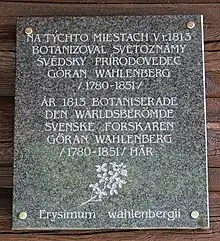 NA TÝCHTO MIESTACH V r.1813
BOTANIZOVAL SVETOZNÁMY
ŠVÉDSKY PRÍRODOVEDEC
GÖRAN WAHLENBERG
/1780-1851/
ÅR 1813 BOTANISERADE
DEN VÄRLDSBERÖMDE
SVENSKE FORSKAREN
GÖRAN WAHLENBERG
/1780-1851/ HÄR
Erysimum wahlenbergii